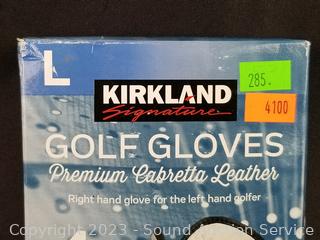 L
KIRKLAND
Signature
285.
4100
GOLF GLOVES
Premium Cabretta Leather
Right hand glove for the left hand golfer
Copyright 2023 - Sound Auction Service